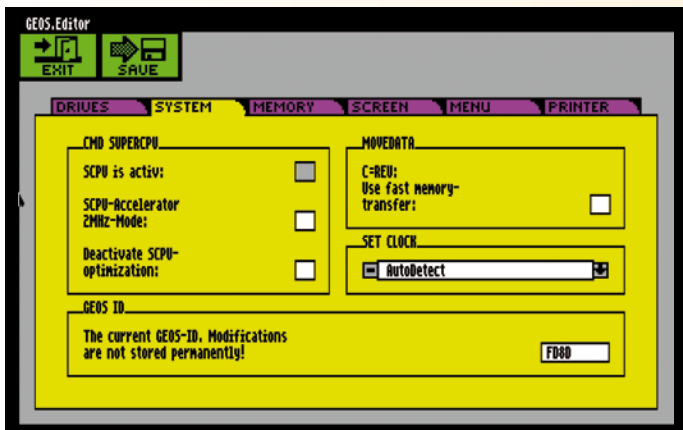 GEOS.Editor
EXIT
SAVE
DRIVES SYSTEM MEMORY SCREEN MENU PRINTER
CMD SUPERCPU
SCPU is activ:
SCPU-Accelerator
2MHz-Mode:
Deactivate SCPU-
optimization:
MOVEDATA
C=REU:
Use fast memory-
transfer:
SET CLOCK
AutoDetect
GEOS ID
The current GEOS-ID. Modifications
are not stored permanently!
FD8D